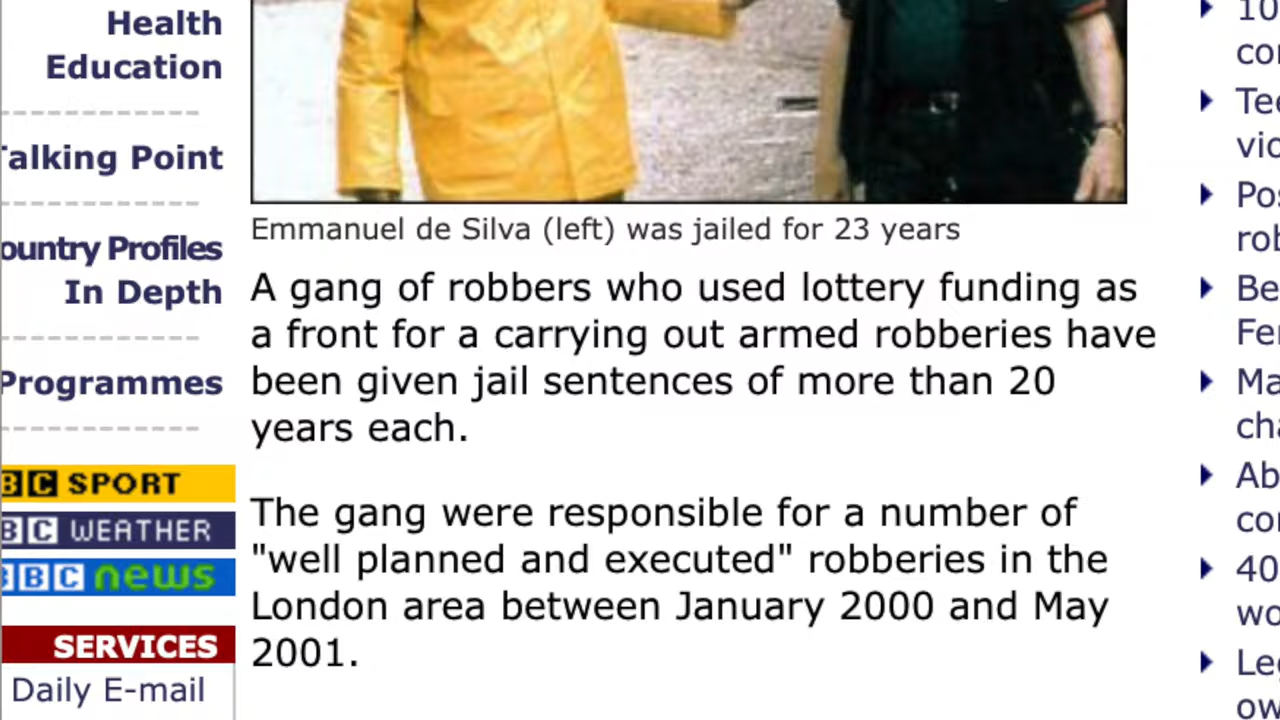 Health
Education
Talking Point
Country Profiles
In Depth
Programmes
BBC SPORT
BBC WEATHER
BBC news
SERVICES
Daily E-mail
Emmanuel de Silva (left) was jailed for 23 years
A gang of robbers who used lottery funding as
a front for a carrying out armed robberies have
been given jail sentences of more than 20
years each.
The gang were responsible for a number of
"well planned and executed" robberies in the
London area between January 2000 and May
2001.
10
40